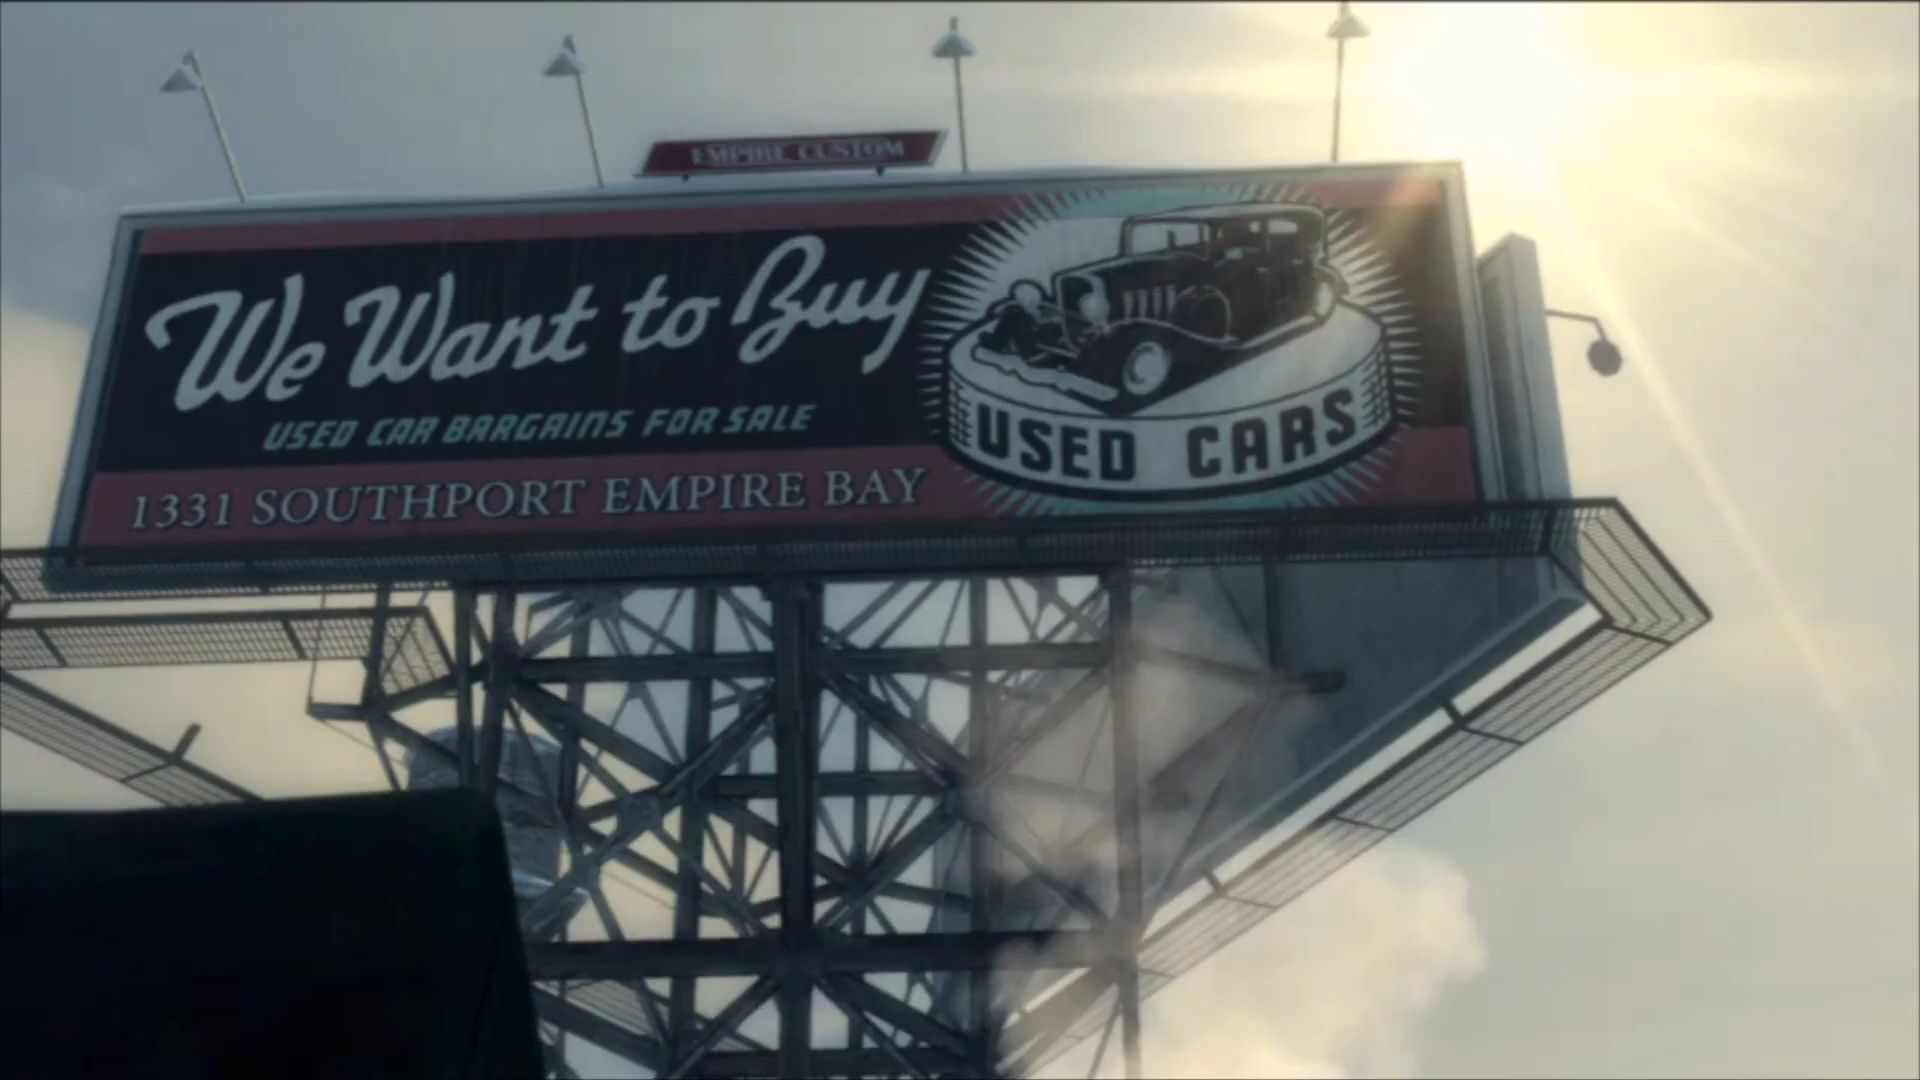 EMPIRE CUSTOM
We Want to Buy
USED CAR BARGAINS FOR SALE
1331 SOUTHPORT EMPIRE BAY
USED CARS